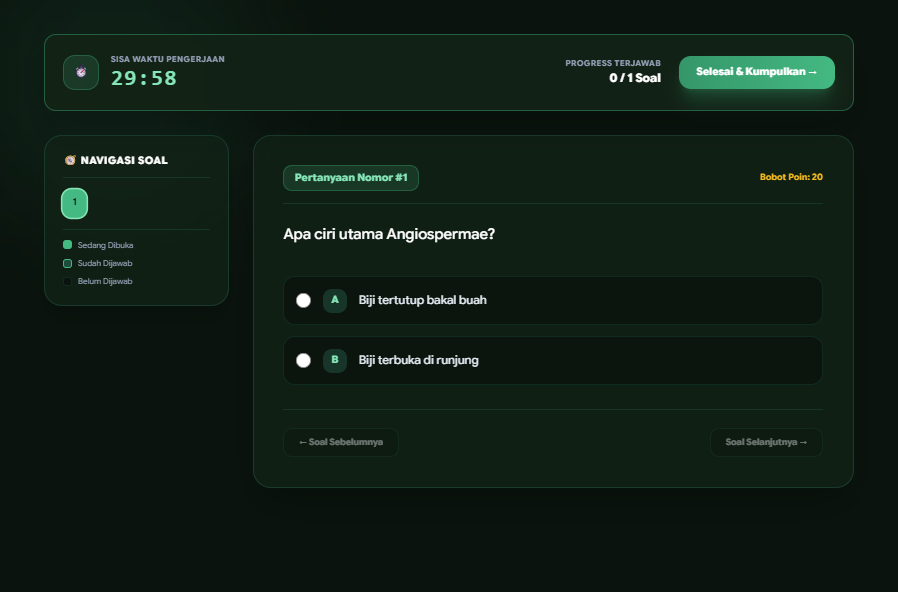 SISA WAKTU PENGERJAAN
29:58
PROGRESS TERJAWAB
0 / 1 Soal
Selesai & Kumpulkan →
NAVIGASI SOAL
1
Sedang Dibuka
Sudah Dijawab
Belum Dijawab
Pertanyaan Nomor #1
Bobot Poin: 20
Apa ciri utama Angiospermae?
A Biji tertutup bakal buah
B Biji terbuka di runjung
← Soal Sebelumnya
Soal Selanjutnya →